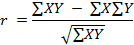 r = (∑XY − ∑X∑Y) / √∑XY